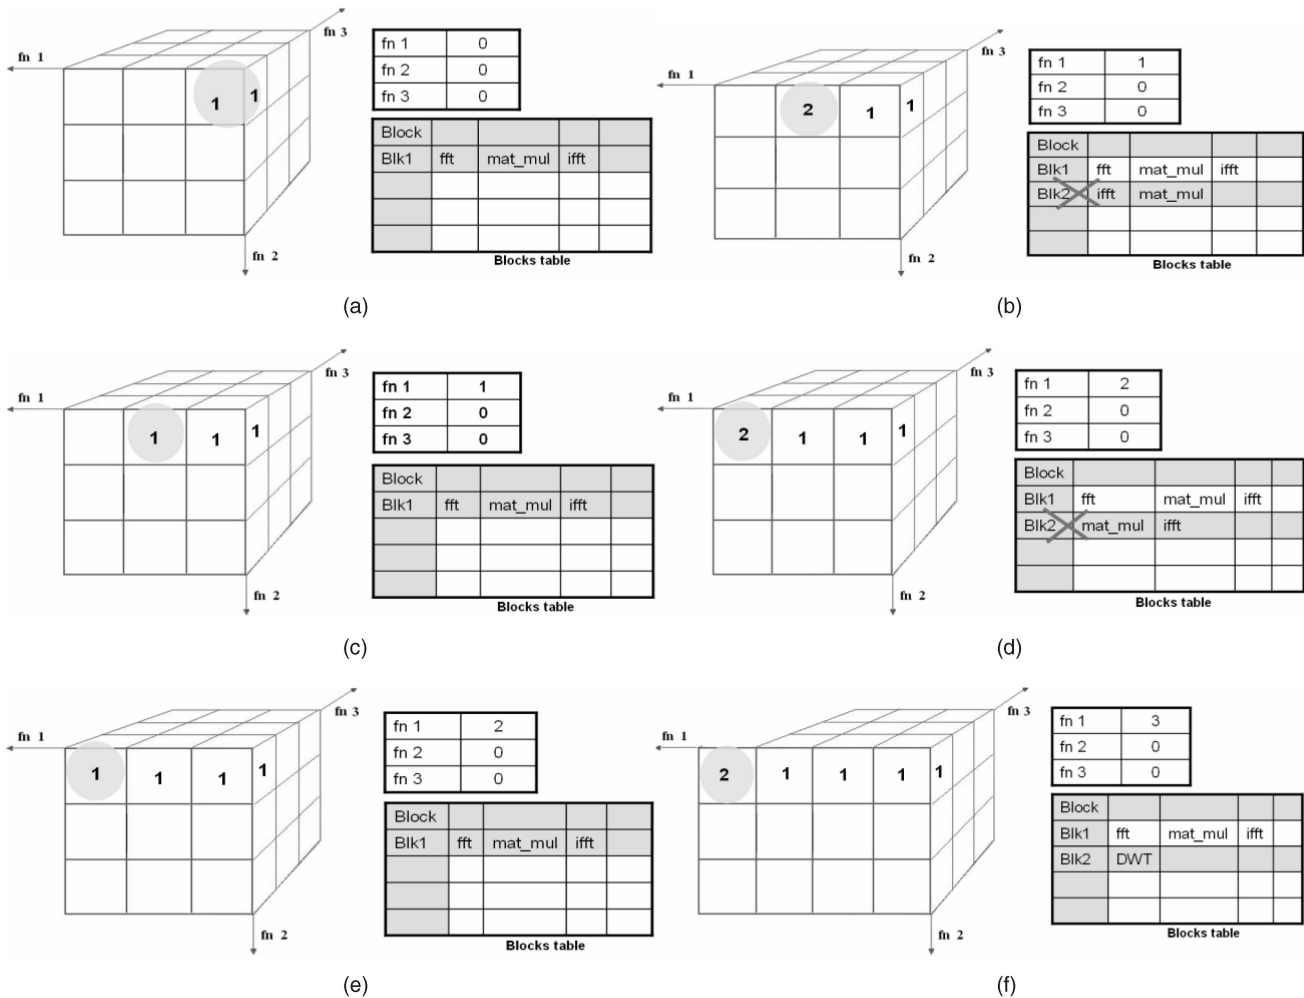 fn 3
fn 1
1
1
fn 2
fn 1 0
fn 2 0
fn 3 0
Block
Blk1 fft mat_mul ifft
Blocks table
(a)
fn 3
fn 1
2 1 1
fn 2
fn 1 1
fn 2 0
fn 3 0
Block
Blk1 fft mat_mul ifft
Blk2 ifft mat_mul
Blocks table
(b)
fn 3
fn 1
1 1 1
fn 2
fn 1 1
fn 2 0
fn 3 0
Block
Blk1 fft mat_mul ifft
Blocks table
(c)
fn 3
fn 1
2 1 1 1
fn 2
fn 1 2
fn 2 0
fn 3 0
Block
Blk1 fft mat_mul ifft
Blk2 mat_mul ifft
Blocks table
(d)
fn 3
fn 1
1 1 1 1
fn 2
fn 1 2
fn 2 0
fn 3 0
Block
Blk1 fft mat_mul ifft
Blocks table
(e)
fn 3
fn 1
2 1 1 1 1
fn 2
fn 1 3
fn 2 0
fn 3 0
Block
Blk1 fft mat_mul ifft
Blk2 DWT
Blocks table
(f)